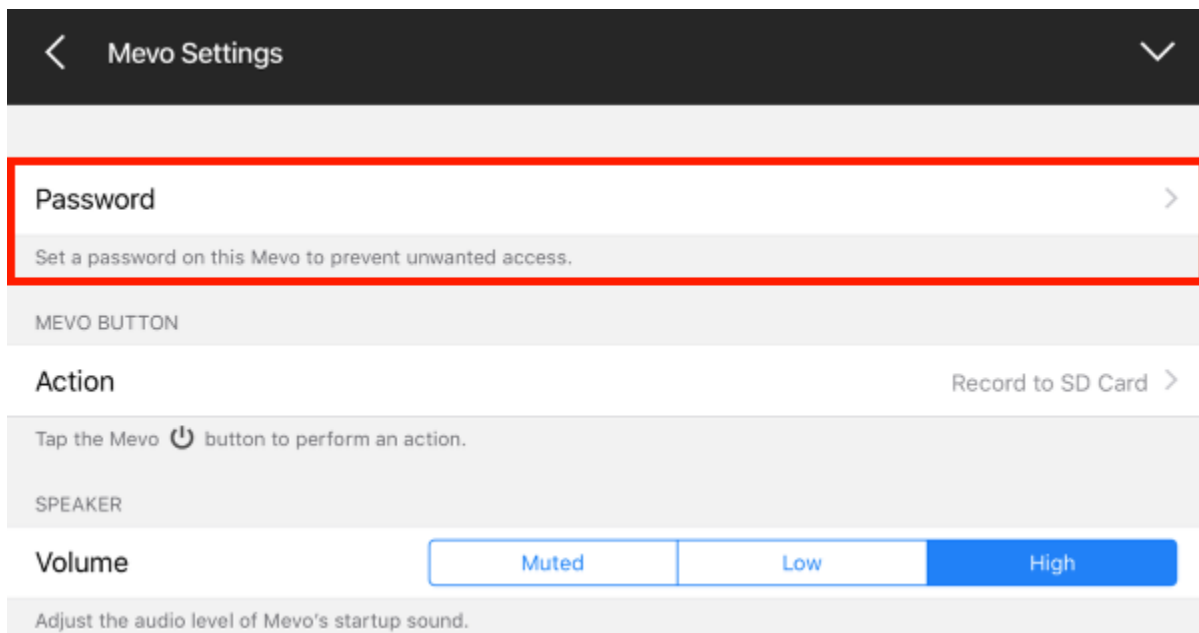 Mevo Settings
Password
Set a password on this Mevo to prevent unwanted access.
MEVO BUTTON
Action Record to SD Card
Tap the Mevo button to perform an action.
SPEAKER
Volume Muted Low High
Adjust the audio level of Mevo's startup sound.